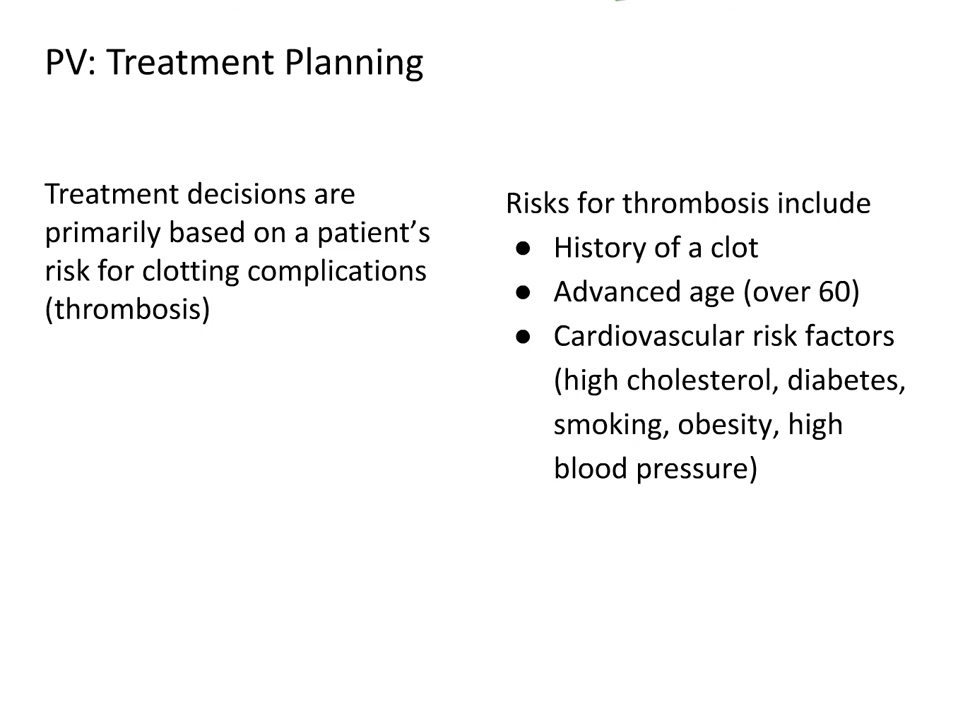 PV: Treatment Planning
Treatment decisions are
primarily based on a patient’s
risk for clotting complications
(thrombosis)
Risks for thrombosis include
● History of a clot
● Advanced age (over 60)
● Cardiovascular risk factors
(high cholesterol, diabetes,
smoking, obesity, high
blood pressure)